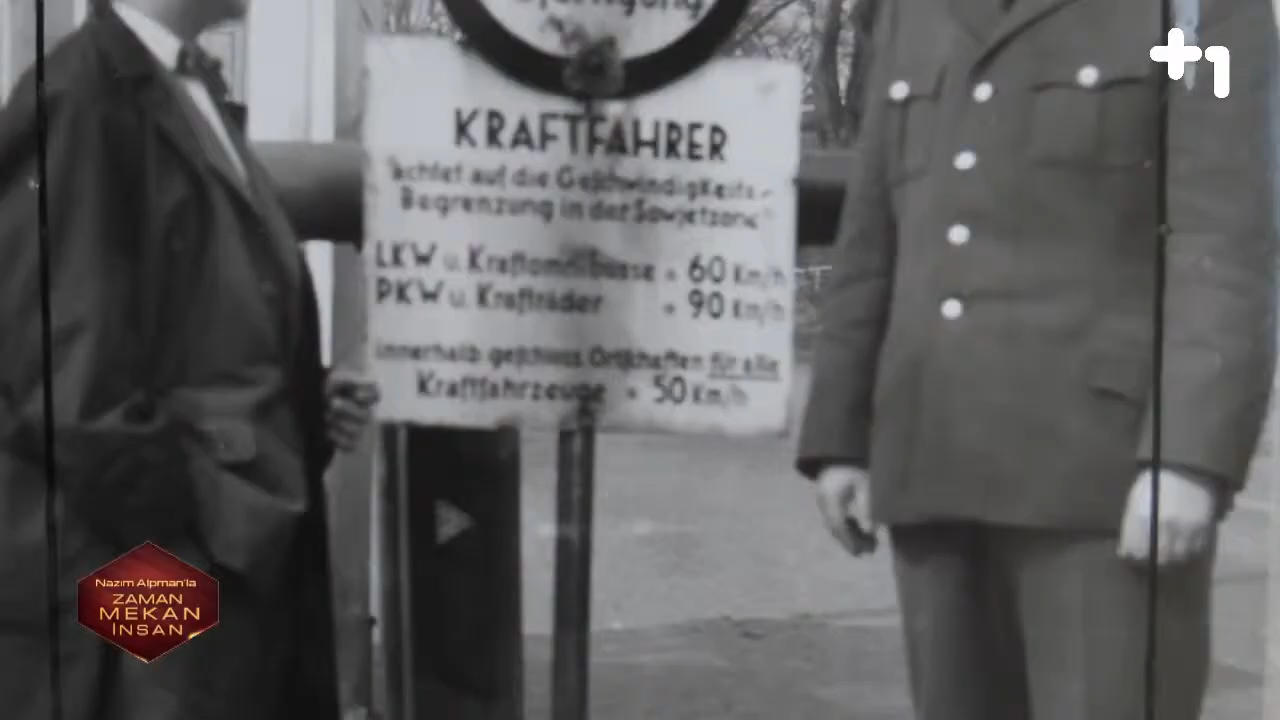 +1
KRAFTFAHRER
achtet auf die Geschwindigkeits-
Begrenzung in der Sowjetzone
LKW u. Kraftomnibusse = 60 Km/h
PKW u. Krafträder = 90 Km/h
innerhalb geschloss. Ortschaften für alle
Kraftfahrzeuge = 50 Km/h
Nazım Alpman'la
ZAMAN
MEKAN
İNSAN